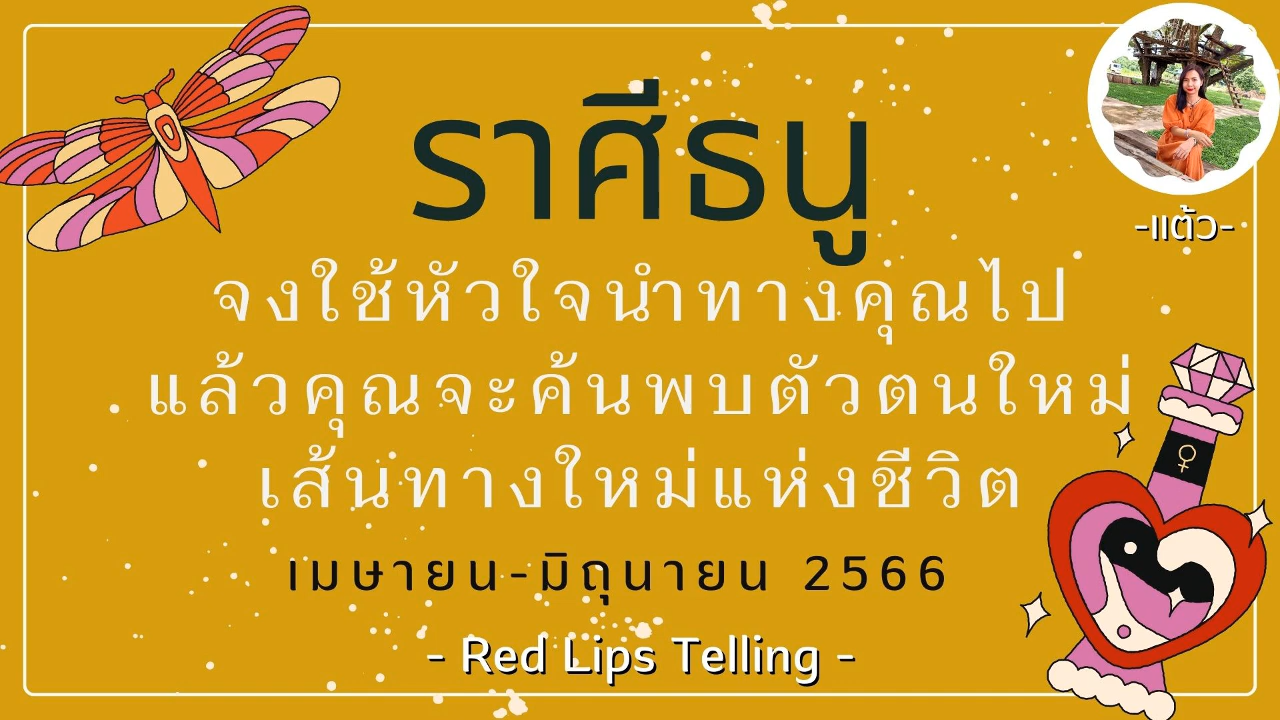 ราศีธนู
-แต้ว-
จงใช้หัวใจนำทางคุณไป
แล้วคุณจะค้นพบตัวตนใหม่
เส้นทางใหม่แห่งชีวิต
เมษายน-มิถุนายน 2566
- Red Lips Telling -